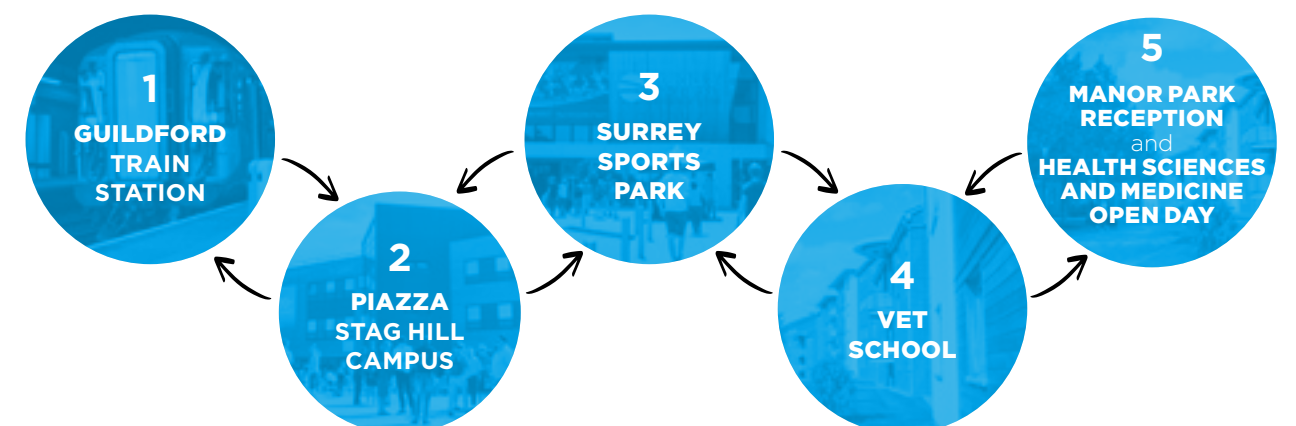 1
GUILDFORD
TRAIN
STATION
2
PIAZZA
STAG HILL
CAMPUS
3
SURREY
SPORTS
PARK
4
VET
SCHOOL
5
MANOR PARK
RECEPTION
and
HEALTH SCIENCES
AND MEDICINE
OPEN DAY